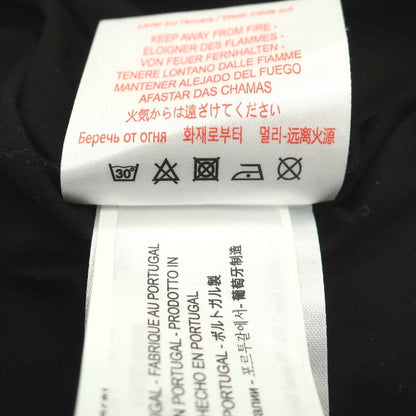 Laver sur l'envers / Wash inside out
KEEP AWAY FROM FIRE -
ELOIGNER DES FLAMMES -
VON FEUER FERNHALTEN -
TENERE LONTANO DALLE FIAMME
MANTENER ALEJADO DEL FUEGO
AFASTAR DAS CHAMAS
火気からは遠ざけてください
Беречь от огня 화재로부터 멀리-远离火源
30°
GAL - FABRIQUE AU PORTUGAL
N PORTUGAL - PRODOTTO IN
HECHO EN PORTUGAL
- ポルトガル製
포르투갈에서 - 葡萄牙制造